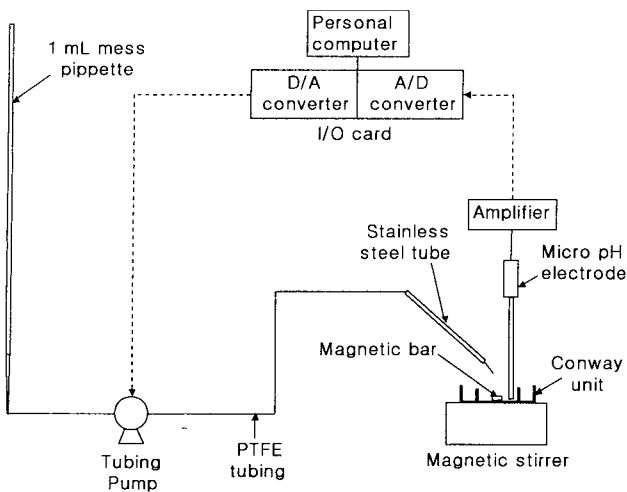 Personal
computer
1 mL mess
pippette
D/A
converter
A/D
converter
I/O card
Amplifier
Stainless
steel tube
Micro pH
electrode
Magnetic bar
Conway
unit
Tubing
Pump
PTFE
tubing
Magnetic stirrer